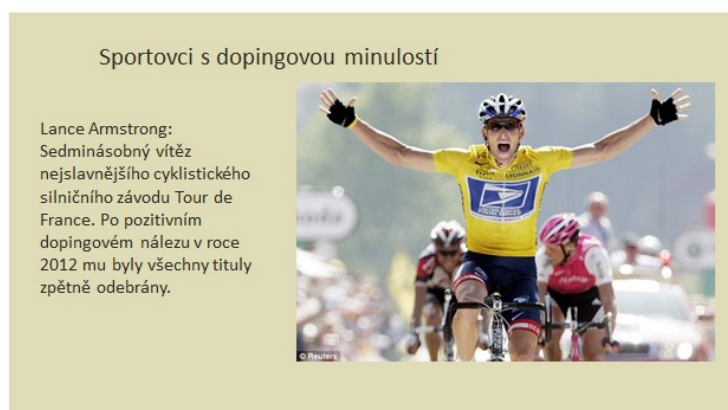 Sportovci s dopingovou minulostí
Lance Armstrong:
Sedminásobný vítěz
nejslavnějšího cyklistického
silničního závodu Tour de
France. Po pozitivním
dopingovém nálezu v roce
2012 mu byly všechny tituly
zpětně odebrány.
LYONNAIS
© Reuters